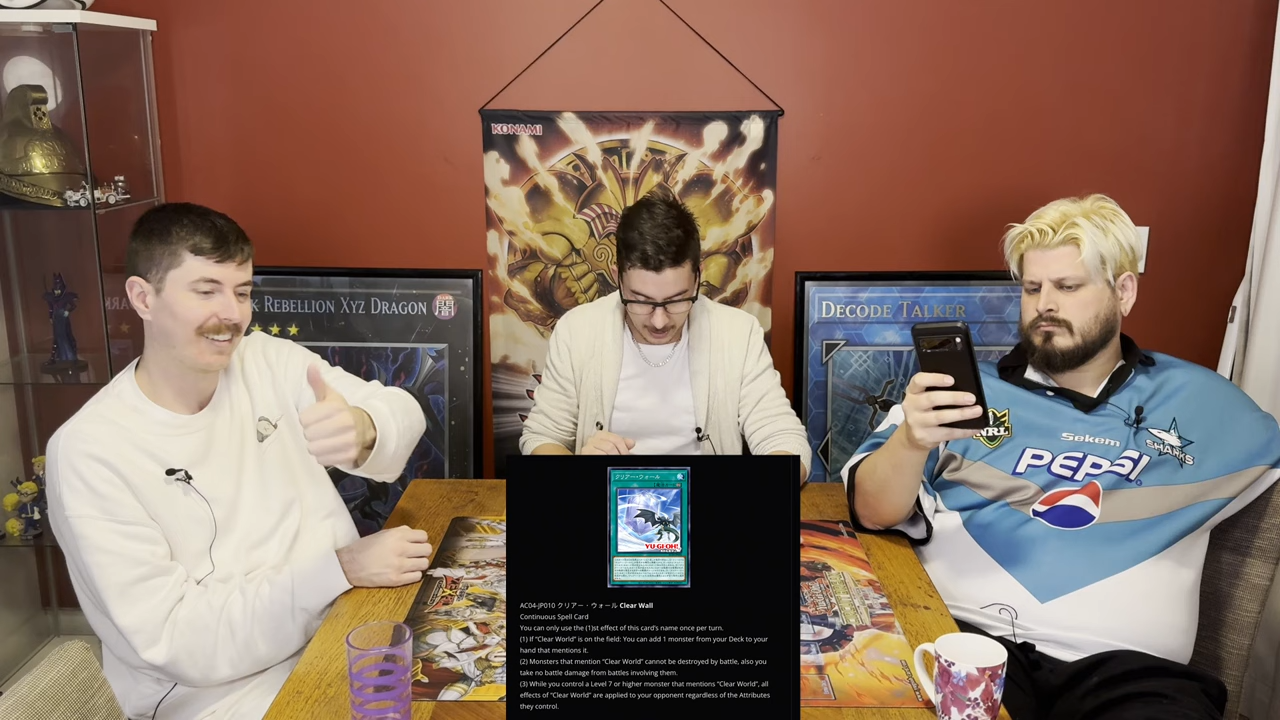 KONAMI
K REBELLION XYZ DRAGON 闇
DECODE TALKER
NRL
Sekem
SHARKS
PEPSI
クリアー・ウォール
YU-GI-OH!
AC04-JP010 クリアー・ウォール Clear Wall
Continuous Spell Card
You can only use the (1)st effect of this card's name once per turn.
(1) If "Clear World" is on the field: You can add 1 monster from your Deck to your
hand that mentions it.
(2) Monsters that mention "Clear World" cannot be destroyed by battle, also you
take no battle damage from battles involving them.
(3) While you control a Level 7 or higher monster that mentions "Clear World", all
effects of "Clear World" are applied to your opponent regardless of the Attributes
they control.